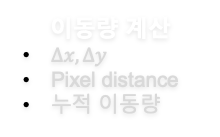 이동량 계산
• Δx, Δy
• Pixel distance
• 누적 이동량